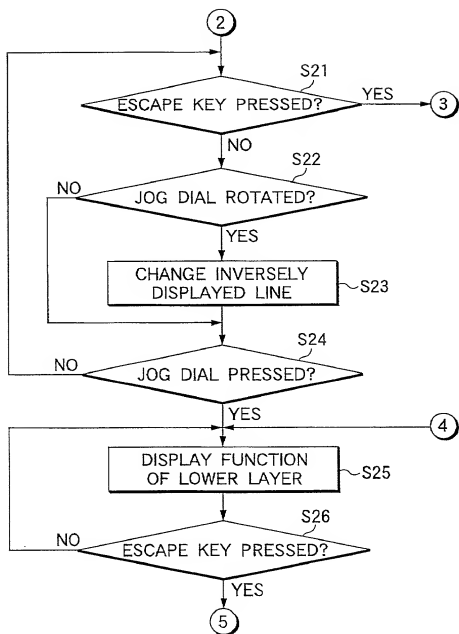 2
S21
ESCAPE KEY PRESSED?
YES
3
NO
S22
NO
JOG DIAL ROTATED?
YES
CHANGE INVERSELY
DISPLAYED LINE
S23
S24
NO
JOG DIAL PRESSED?
YES
4
DISPLAY FUNCTION
OF LOWER LAYER
S25
S26
NO
ESCAPE KEY PRESSED?
YES
5